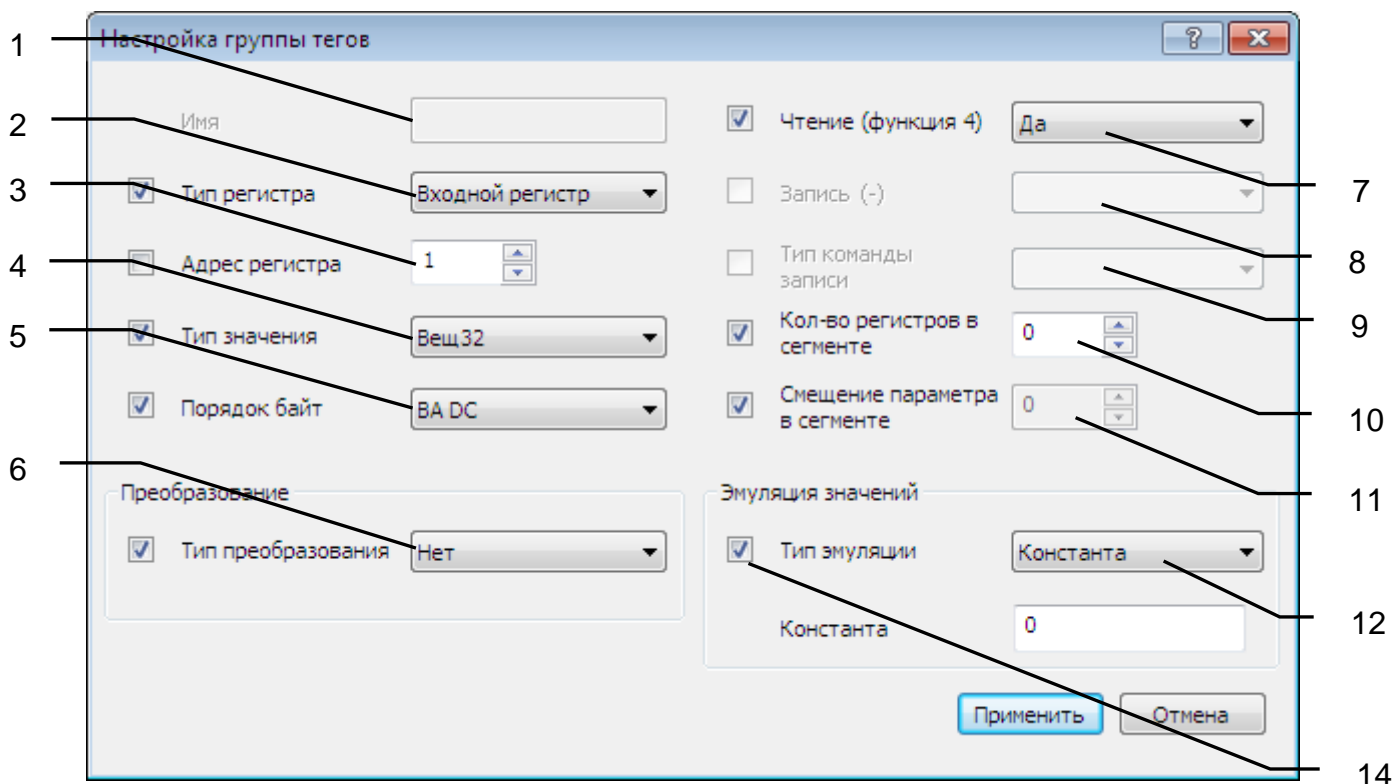 Настройка группы тегов
1
Имя
Чтение (функция 4)
Да
2
Тип регистра
Входной регистр
Запись (-)
7
3
Адрес регистра
1
Тип команды
записи
8
4
Тип значения
Вещ32
Кол-во регистров в
сегменте
0
9
5
Порядок байт
BA DC
Смещение параметра
в сегменте
0
10
6
Преобразование
Эмуляция значений
11
Тип преобразования
Нет
Тип эмуляции
Константа
Константа
0
12
Применить
Отмена
14